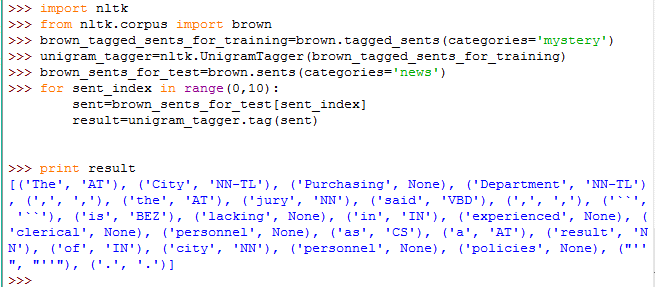 >>> import nltk
>>> from nltk.corpus import brown
>>> brown_tagged_sents_for_training=brown.tagged_sents(categories='mystery')
>>> unigram_tagger=nltk.UnigramTagger(brown_tagged_sents_for_training)
>>> brown_sents_for_test=brown.sents(categories='news')
>>> for sent_index in range(0,10):
        sent=brown_sents_for_test[sent_index]
        result=unigram_tagger.tag(sent)
>>> print result
[('The', 'AT'), ('City', 'NN-TL'), ('Purchasing', None), ('Department', 'NN-TL')
, (',', ','), ('the', 'AT'), ('jury', 'NN'), ('said', 'VBD'), (',', ','), ('``',
 '``'), ('is', 'BEZ'), ('lacking', None), ('in', 'IN'), ('experienced', None), (
'clerical', None), ('personnel', None), ('as', 'CS'), ('a', 'AT'), ('result', 'N
N'), ('of', 'IN'), ('city', 'NN'), ('personnel', None), ('policies', None), ("''
", "''"), ('.', '.')]
>>>